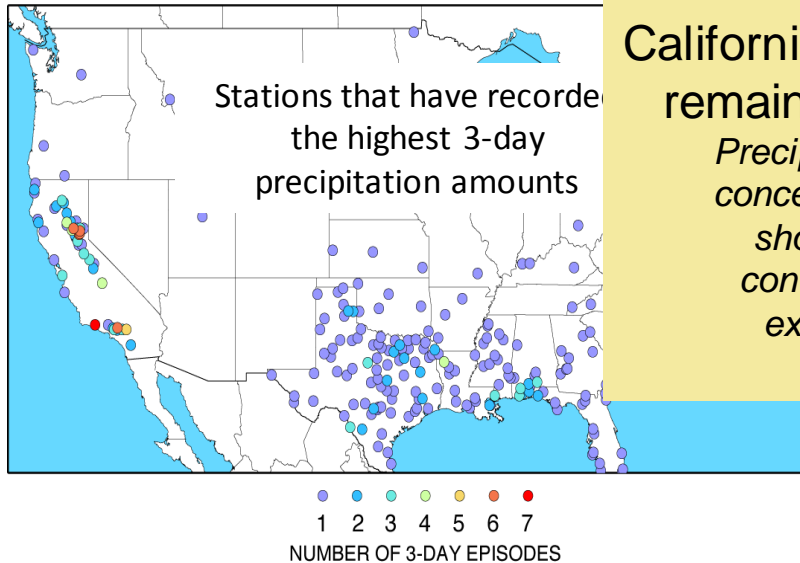 Stations that have recorde
the highest 3-day
precipitation amounts
Californi
remain
Precip
conce
sho
con
ex
1 2 3 4 5 6 7
NUMBER OF 3-DAY EPISODES